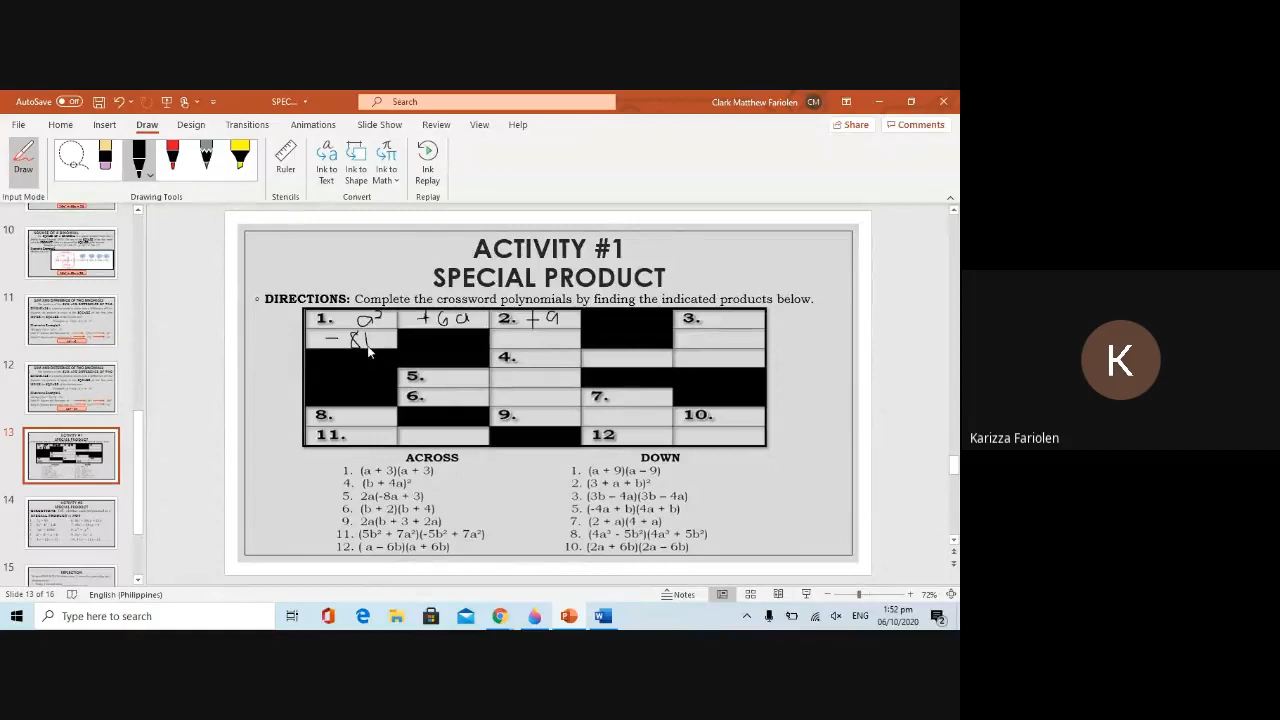 AutoSave Off SPEC... Search Clark Matthew Fariolen CM
File Home Insert Draw Design Transitions Animations Slide Show Review View Help Share Comments
Draw Ruler Ink to Text Ink to Shape Ink to Math Ink Replay
Input Mode Drawing Tools Stencils Convert Replay
10
11
12
13
14
15
ACTIVITY #1
SPECIAL PRODUCT
DIRECTIONS: Complete the crossword polynomials by finding the indicated products below.
1. a² +6a 2. +9 3.
- 81
4.
5.
6. 7.
8. 9. 10.
11. 12
ACROSS
1. (a + 3)(a + 3)
4. (b + 4a)²
5. 2a(-8a + 3)
6. (b + 2)(b + 4)
9. 2a(b + 3 + 2a)
11. (5b² + 7a²)(-5b² + 7a²)
12. ( a – 6b)(a + 6b)
DOWN
1. (a + 9)(a – 9)
2. (3 + a + b)²
3. (3b – 4a)(3b – 4a)
5. (-4a + b)(4a + b)
7. (2 + a)(4 + a)
8. (4a³ - 5b²)(4a³ + 5b²)
10. (2a + 6b)(2a – 6b)
K
Karizza Fariolen
Slide 13 of 16 English (Philippines) Notes 72%
Type here to search ENG 1:52 pm
06/10/2020 2